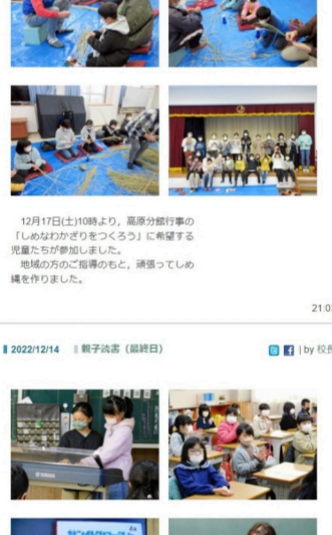 12月17日(土)10時より，高原分館行事の
「しめなわかざりをつくろう」に希望する
児童たちが参加しました。
地域の方のご指導のもと，頑張ってしめ
縄を作りました。
21:0
2022/12/14 親子読書（最終日） | by 校長
YAMAHA